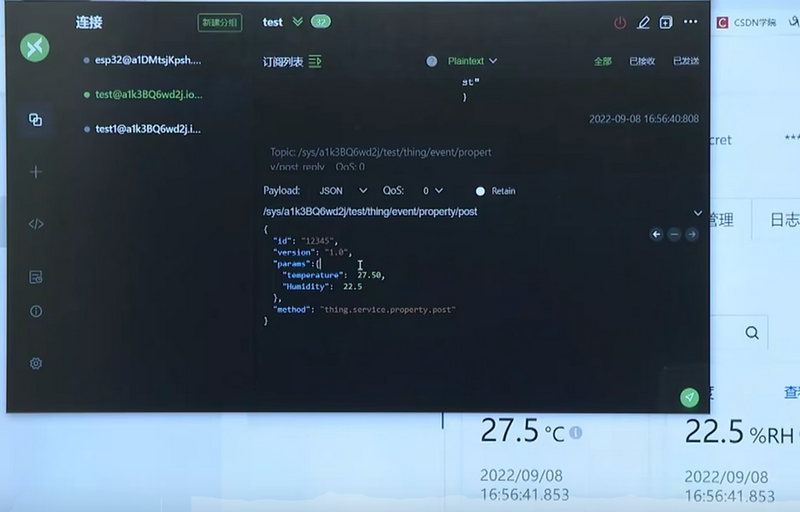 连接
新建分组
test
32
CSDN学院
esp32@a1DMtsjKpsh....
test@a1k3BQ6wd2j.io...
test1@a1k3BQ6wd2j.i...
订阅列表
Plaintext
全部
已接收
已发送
st"
}
2022-09-08 16:56:40:808
cret
***
Topic: /sys/a1k3BQ6wd2j/test/thing/event/propert
y/post_reply QoS: 0
Payload:
JSON
QoS:
0
Retain
/sys/a1k3BQ6wd2j/test/thing/event/property/post
管理
日志
{
"id": "12345",
"version": "1.0",
"params":{
"temperature": 27.50,
"Humidity": 22.5
},
"method": "thing.service.property.post"
}
度
27.5 °C
22.5 %RH
2022/09/08
16:56:41.853
2022/09/08
16:56:41.853